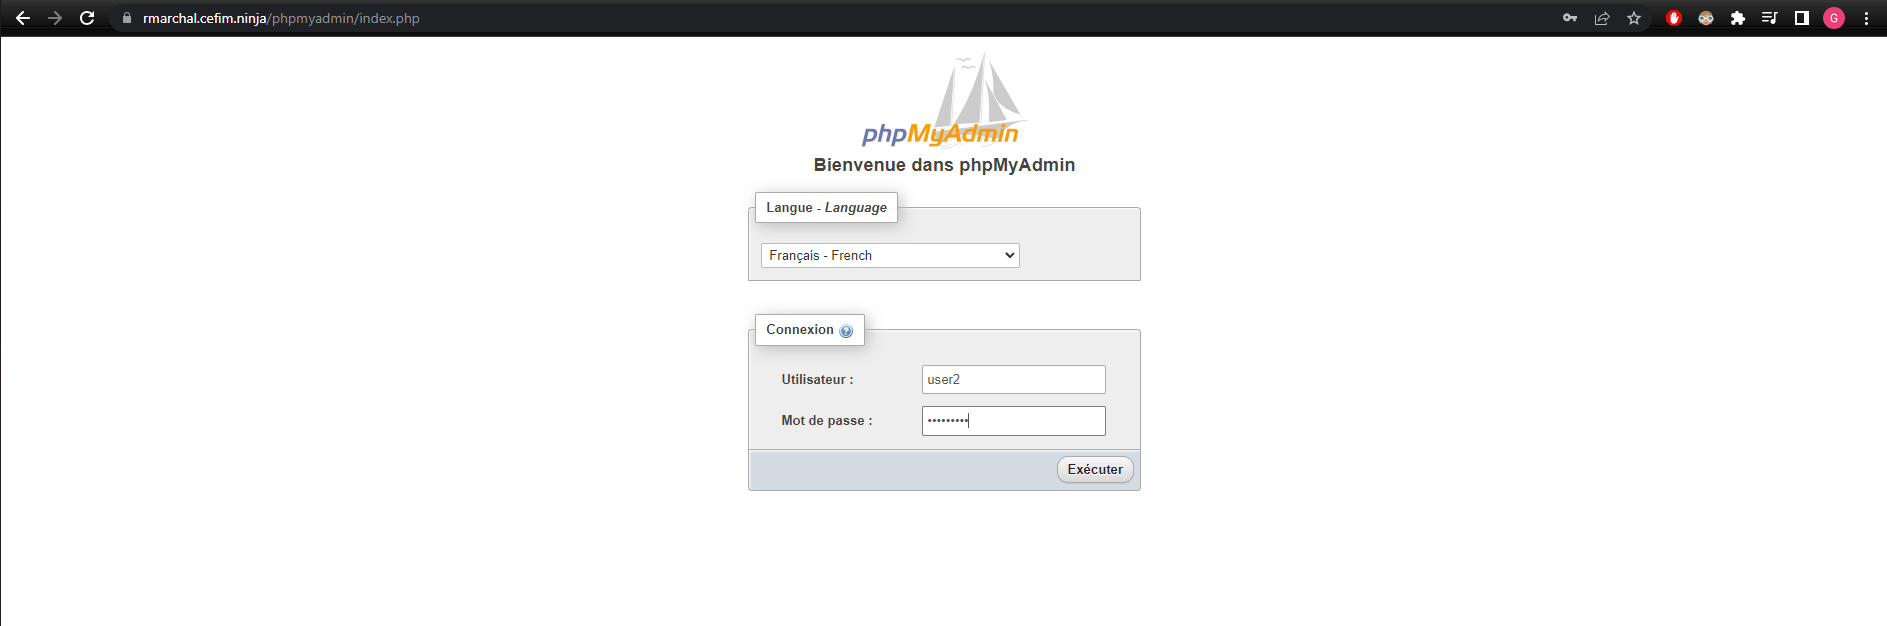 rmarchal.cefim.ninja/phpmyadmin/index.php
G
phpMyAdmin
Bienvenue dans phpMyAdmin
Langue - Language
Français - French
Connexion
Utilisateur :
user2
Mot de passe :
•••••••••
Exécuter